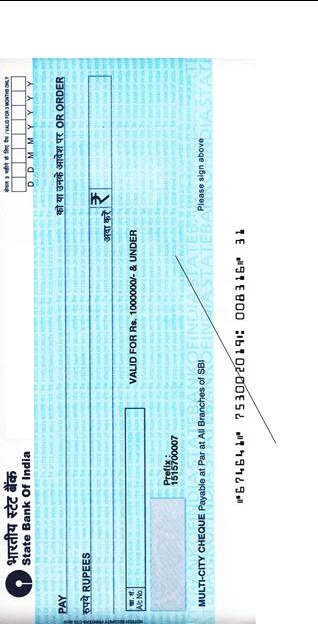 भारतीय स्टेट बैंक
State Bank Of India
केवल 3 महीने के लिए वैध / VALID FOR 3 MONTHS ONLY
D D M M Y Y Y Y
PAY को या उनके आदेश पर OR ORDER
रुपये RUPEES
अदा करें ₹
खा. सं.
A/c No.
VALID FOR Rs. 1000000/- & UNDER
Prefix :
1515700007
MULTI-CITY CHEQUE Payable at Par at All Branches of SBI
Please sign above
⑈674641⑈ 753002019⑆ 008316⑈ 31